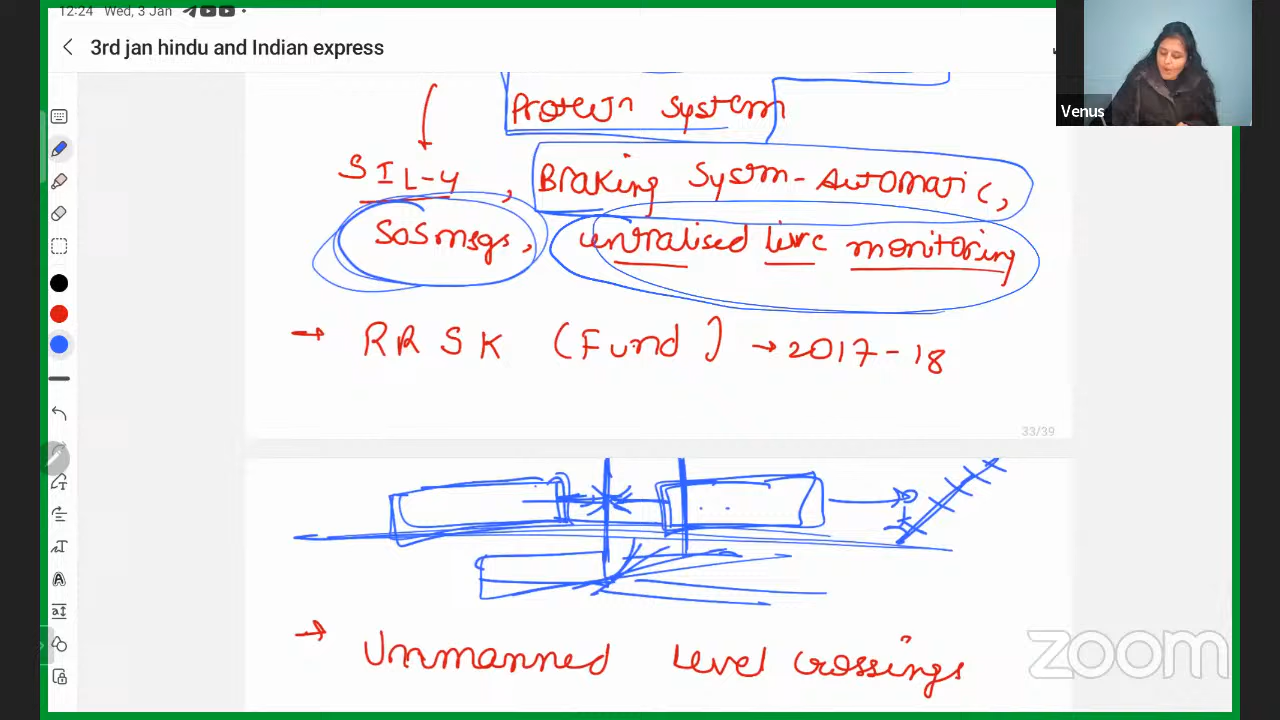 12:24 Wed, 3 Jan
3rd jan hindu and Indian express
Venus
System
SIL-4, Braking System-Automatic,
SOS msgs, centralised live monitoring
→ RRSK (Fund) → 2017-18
33/39
→ Unmanned Level crossings
zoom